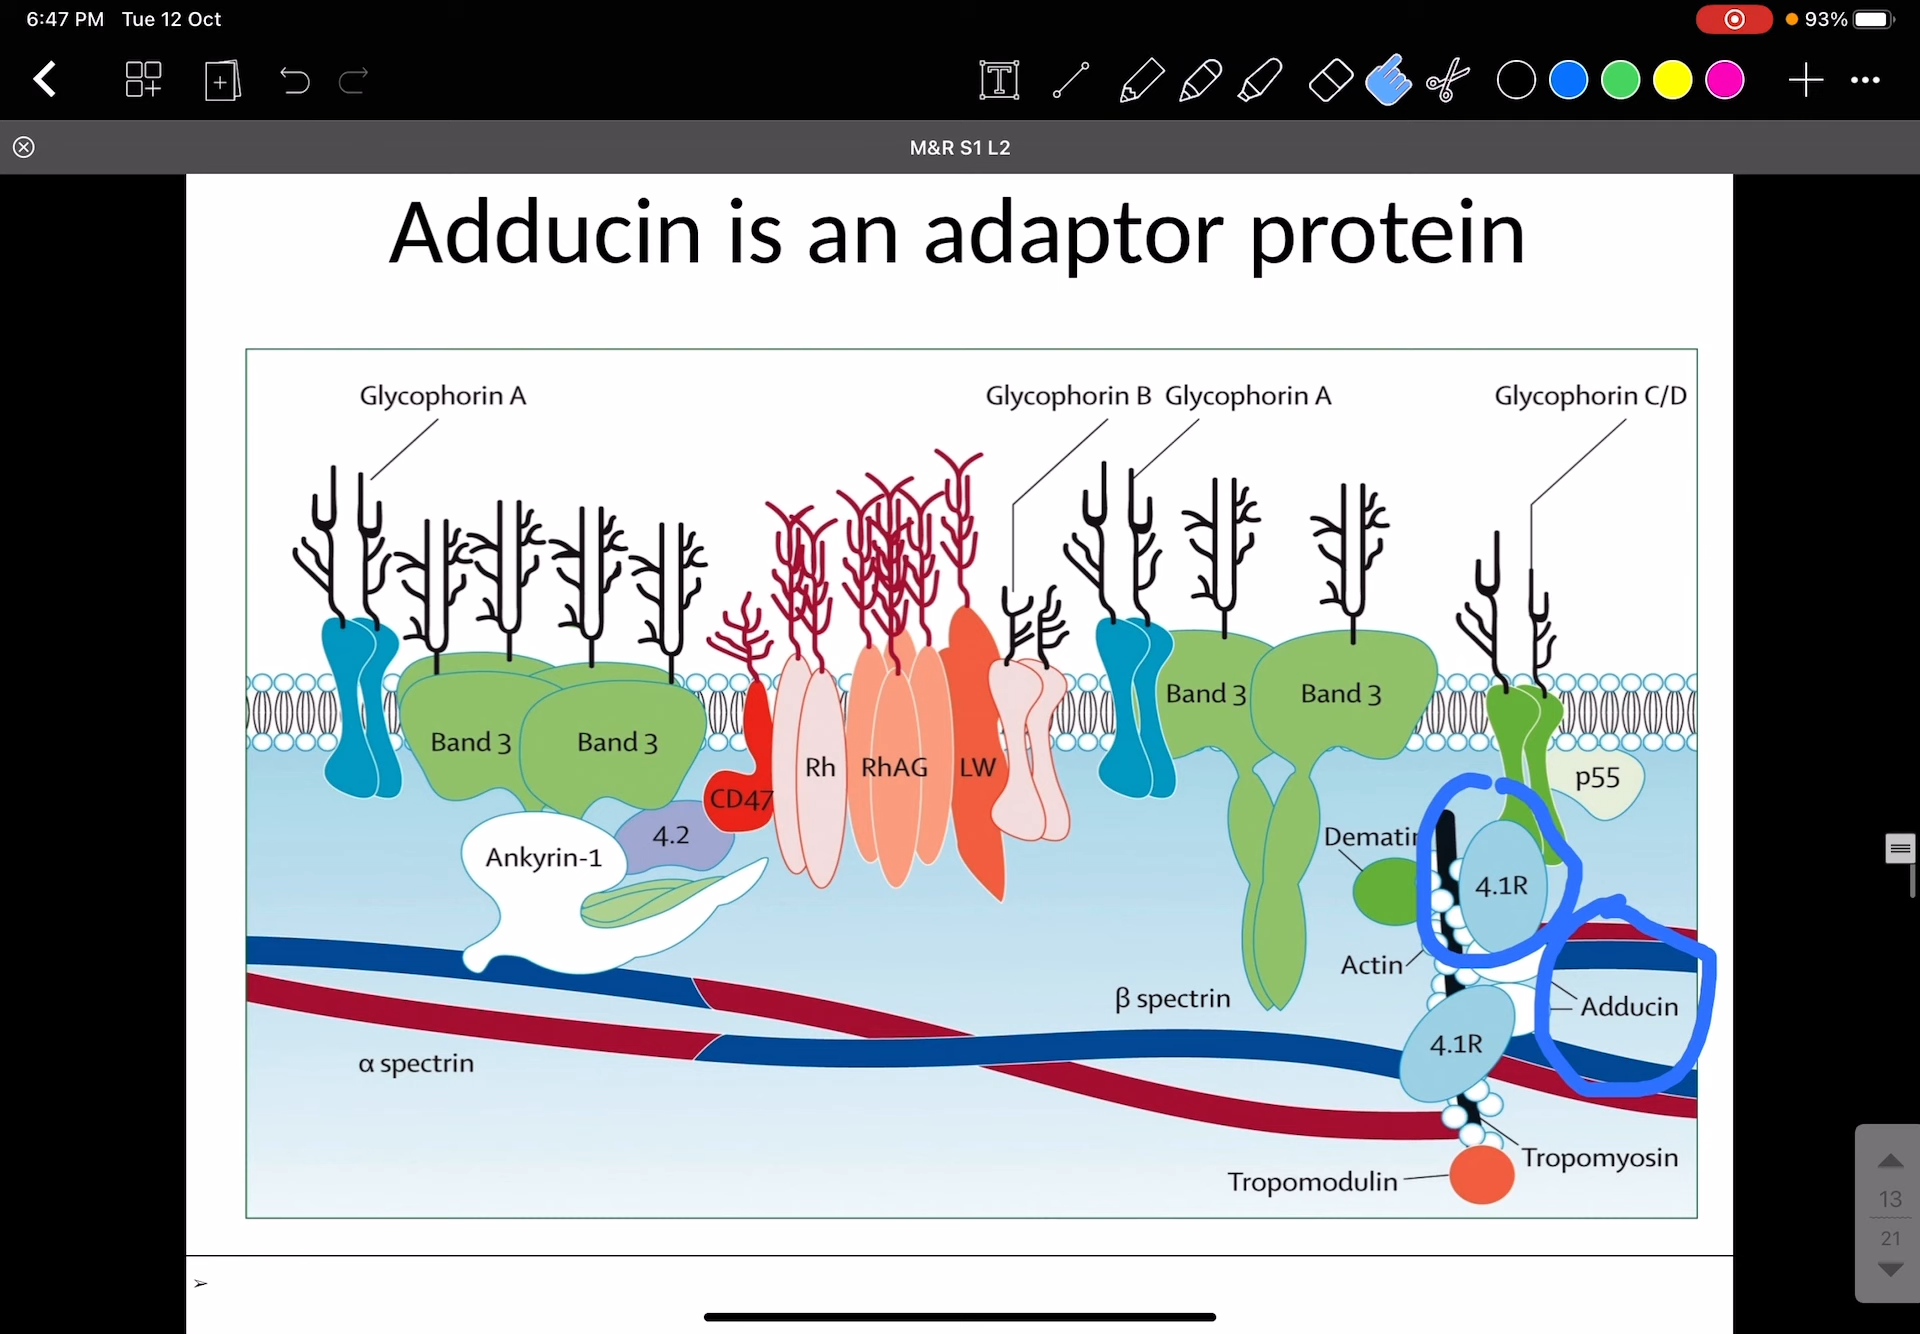 6:47 PM Tue 12 Oct
93%
T
M&R S1 L2
Adducin is an adaptor protein
Glycophorin A
Glycophorin B Glycophorin A
Glycophorin C/D
Band 3 Band 3
Band 3 Band 3
Rh RhAG LW
p55
CD47
4.2
Ankyrin-1
Dematin
4.1R
Actin
β spectrin
Adducin
4.1R
α spectrin
Tropomyosin
Tropomodulin
13
21